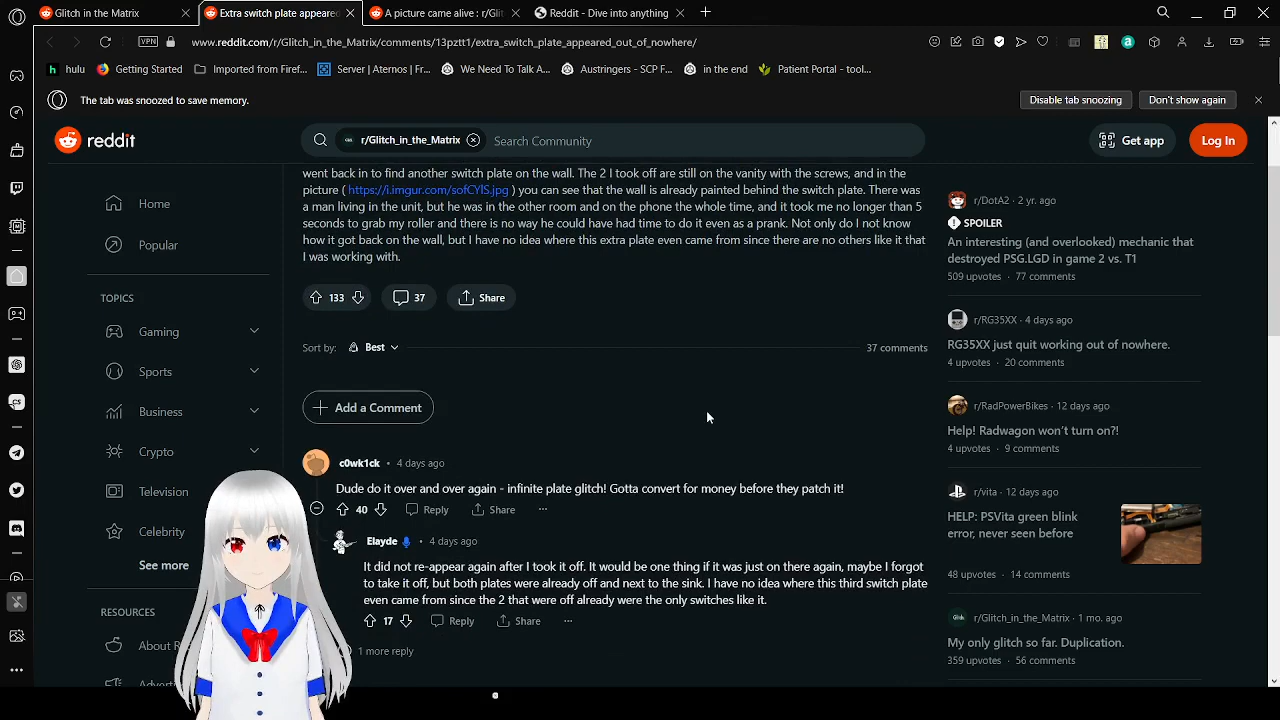 Glitch in the Matrix
Extra switch plate appeared
A picture came alive : r/Glit
Reddit - Dive into anything
VPN
www.reddit.com/r/Glitch_in_the_Matrix/comments/13pztt1/extra_switch_plate_appeared_out_of_nowhere/
hulu
Getting Started
Imported from Firef...
Server | Aternos | Fr...
We Need To Talk A...
Austringers - SCP F...
in the end
Patient Portal - tool...
The tab was snoozed to save memory.
Disable tab snoozing
Don't show again
reddit
r/Glitch_in_the_Matrix
Search Community
Get app
Log In
went back in to find another switch plate on the wall. The 2 I took off are still on the vanity with the screws, and in the
picture ( https://i.imgur.com/sofCYlS.jpg ) you can see that the wall is already painted behind the switch plate. There was
a man living in the unit, but he was in the other room and on the phone the whole time, and it took me no longer than 5
seconds to grab my roller and there is no way he could have had time to do it even as a prank. Not only do I not know
how it got back on the wall, but I have no idea where this extra plate even came from since there are no others like it that
I was working with.
133
37
Share
Sort by:
Best
37 comments
Add a Comment
c0wk1ck • 4 days ago
Dude do it over and over again - infinite plate glitch! Gotta convert for money before they patch it!
40
Reply
Share
Elayde • 4 days ago
It did not re-appear again after I took it off. It would be one thing if it was just on there again, maybe I forgot
to take it off, but both plates were already off and next to the sink. I have no idea where this third switch plate
even came from since the 2 that were off already were the only switches like it.
17
Reply
Share
1 more reply
Home
Popular
TOPICS
Gaming
Sports
Business
Crypto
Television
Celebrity
See more
RESOURCES
About Re
Adverti
r/DotA2 • 2 yr. ago
SPOILER
An interesting (and overlooked) mechanic that
destroyed PSG.LGD in game 2 vs. T1
509 upvotes • 77 comments
r/RG35XX • 4 days ago
RG35XX just quit working out of nowhere.
4 upvotes • 20 comments
r/RadPowerBikes • 12 days ago
Help! Radwagon won't turn on?!
4 upvotes • 9 comments
r/vita • 12 days ago
HELP: PSVita green blink
error, never seen before
48 upvotes • 14 comments
r/Glitch_in_the_Matrix • 1 mo. ago
My only glitch so far. Duplication.
359 upvotes • 56 comments